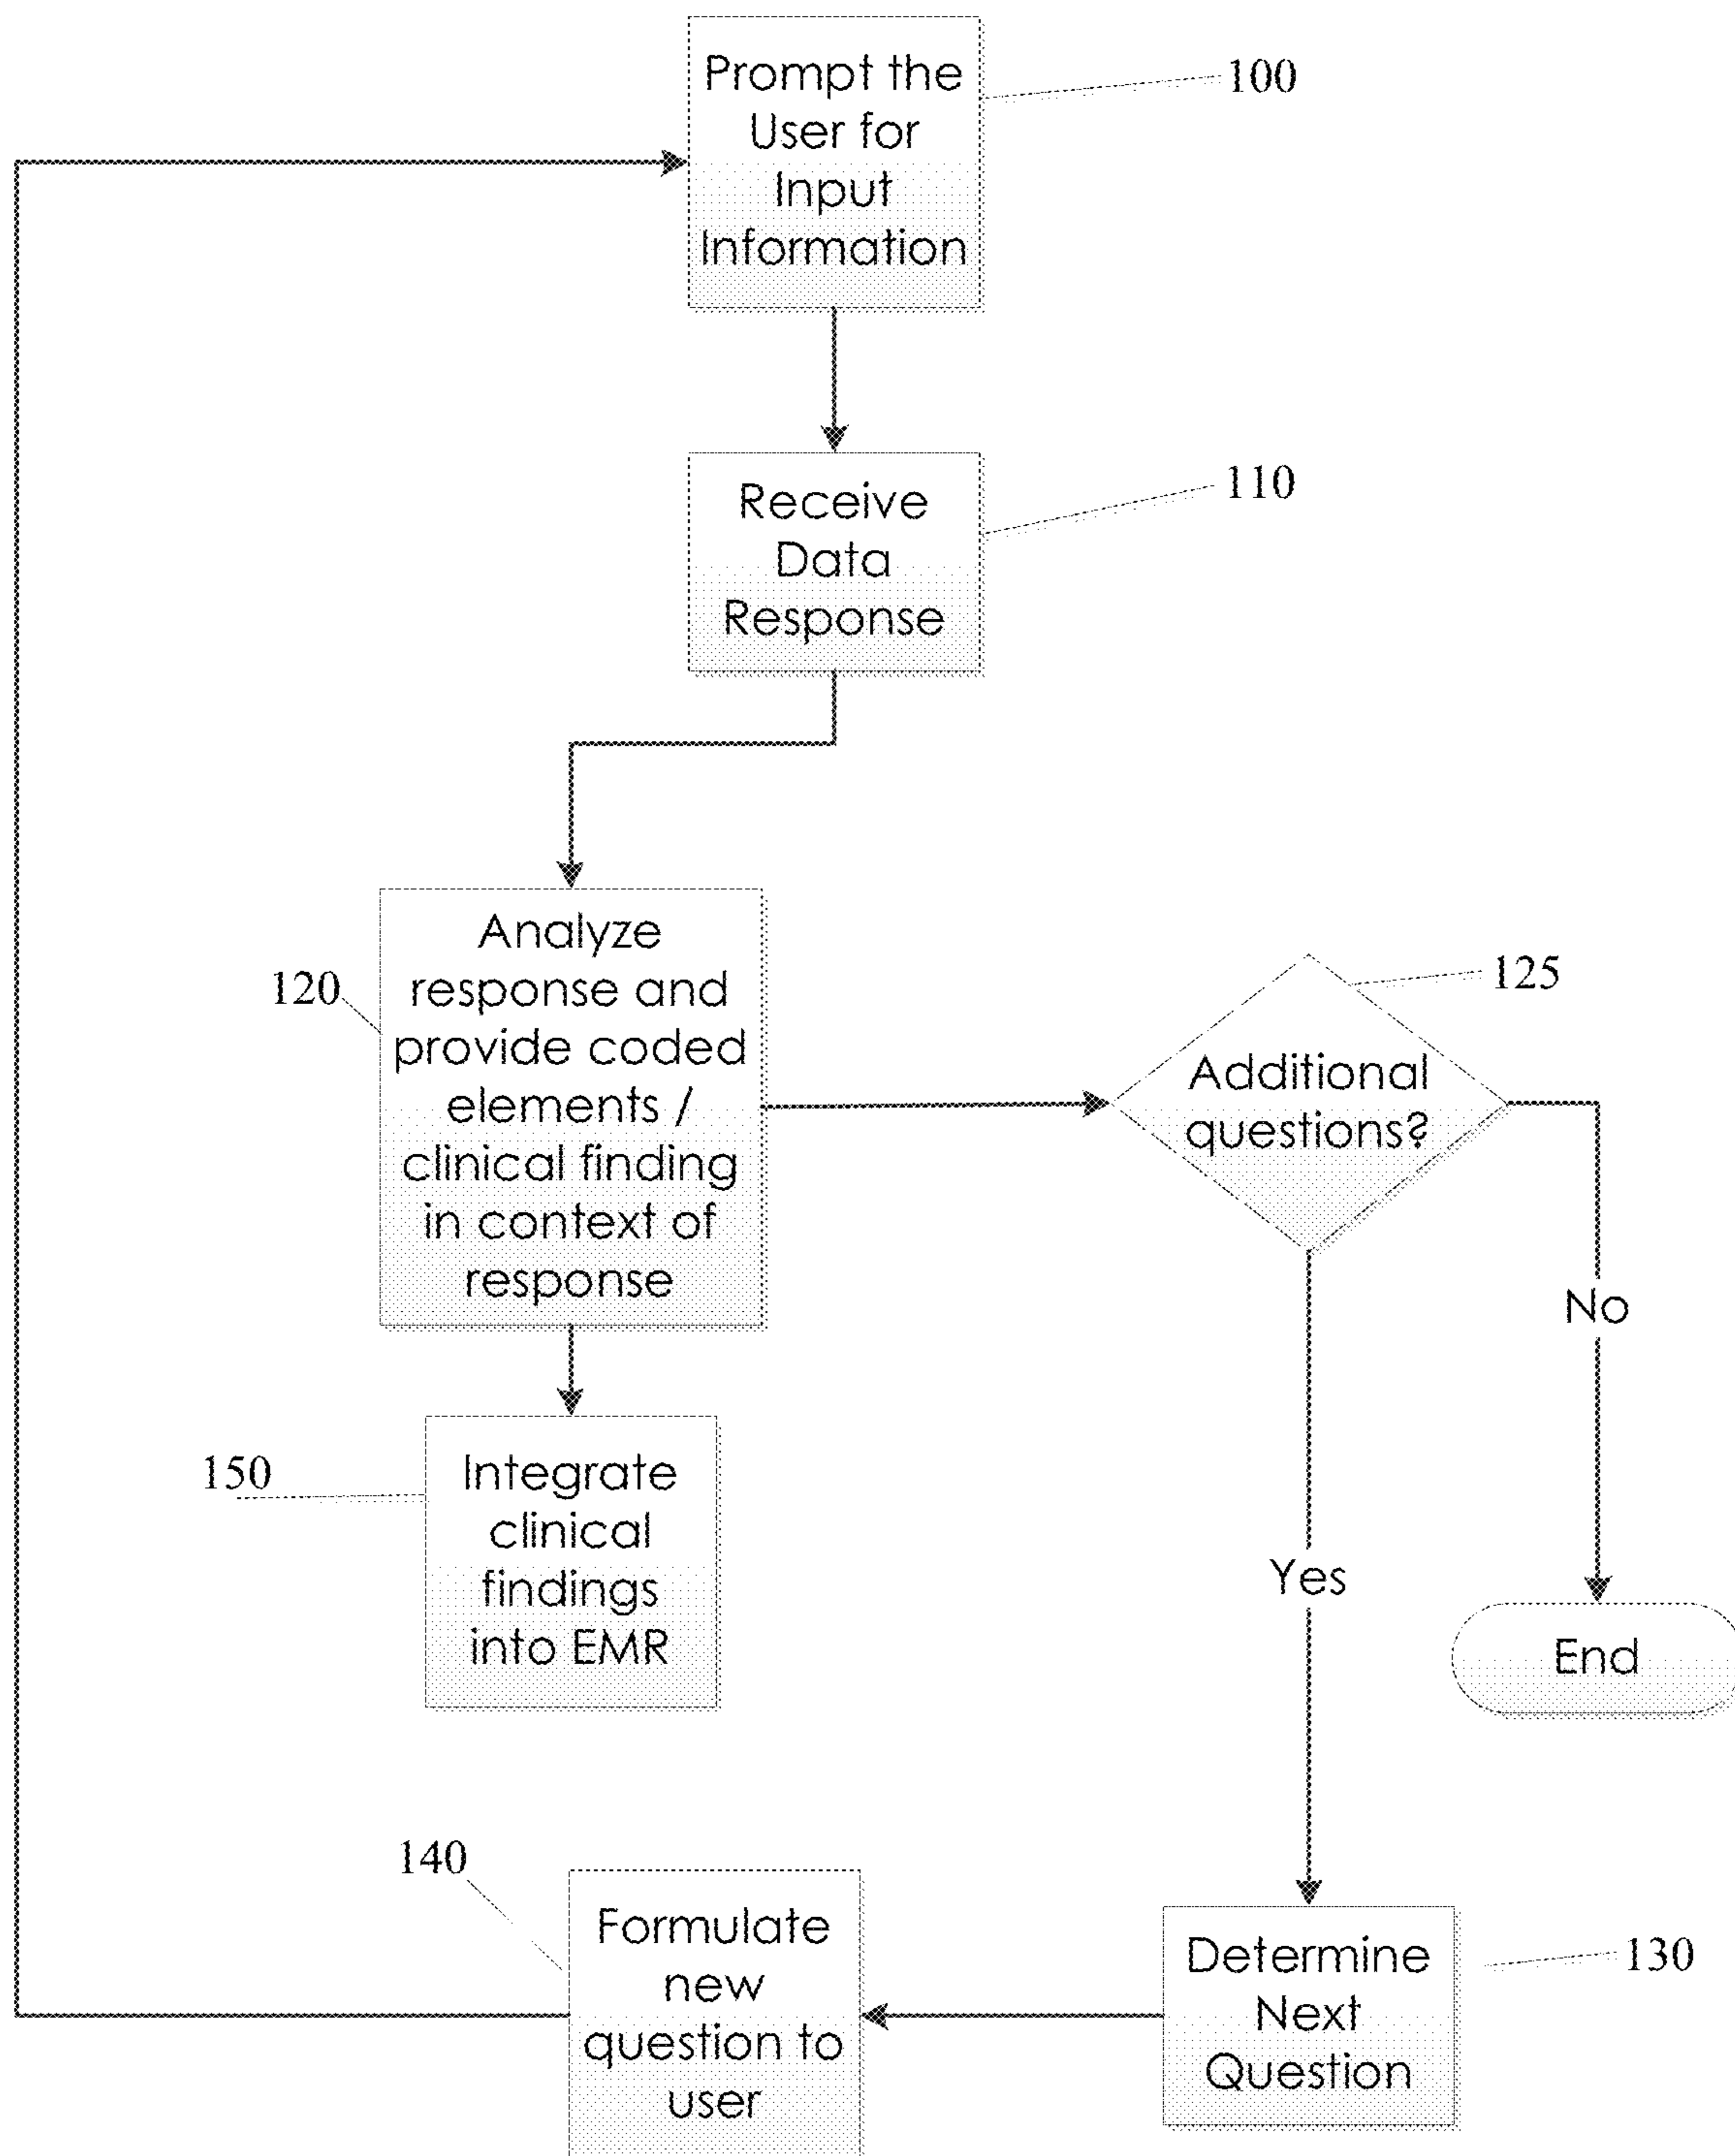 Prompt the
User for
Input
Information
100
Receive
Data
Response
110
120
Analyze
response and
provide coded
elements /
clinical finding
in context of
response
125
Additional
questions?
No
Yes
150
Integrate
clinical
findings
into EMR
End
140
Formulate
new
question to
user
Determine
Next
Question
130